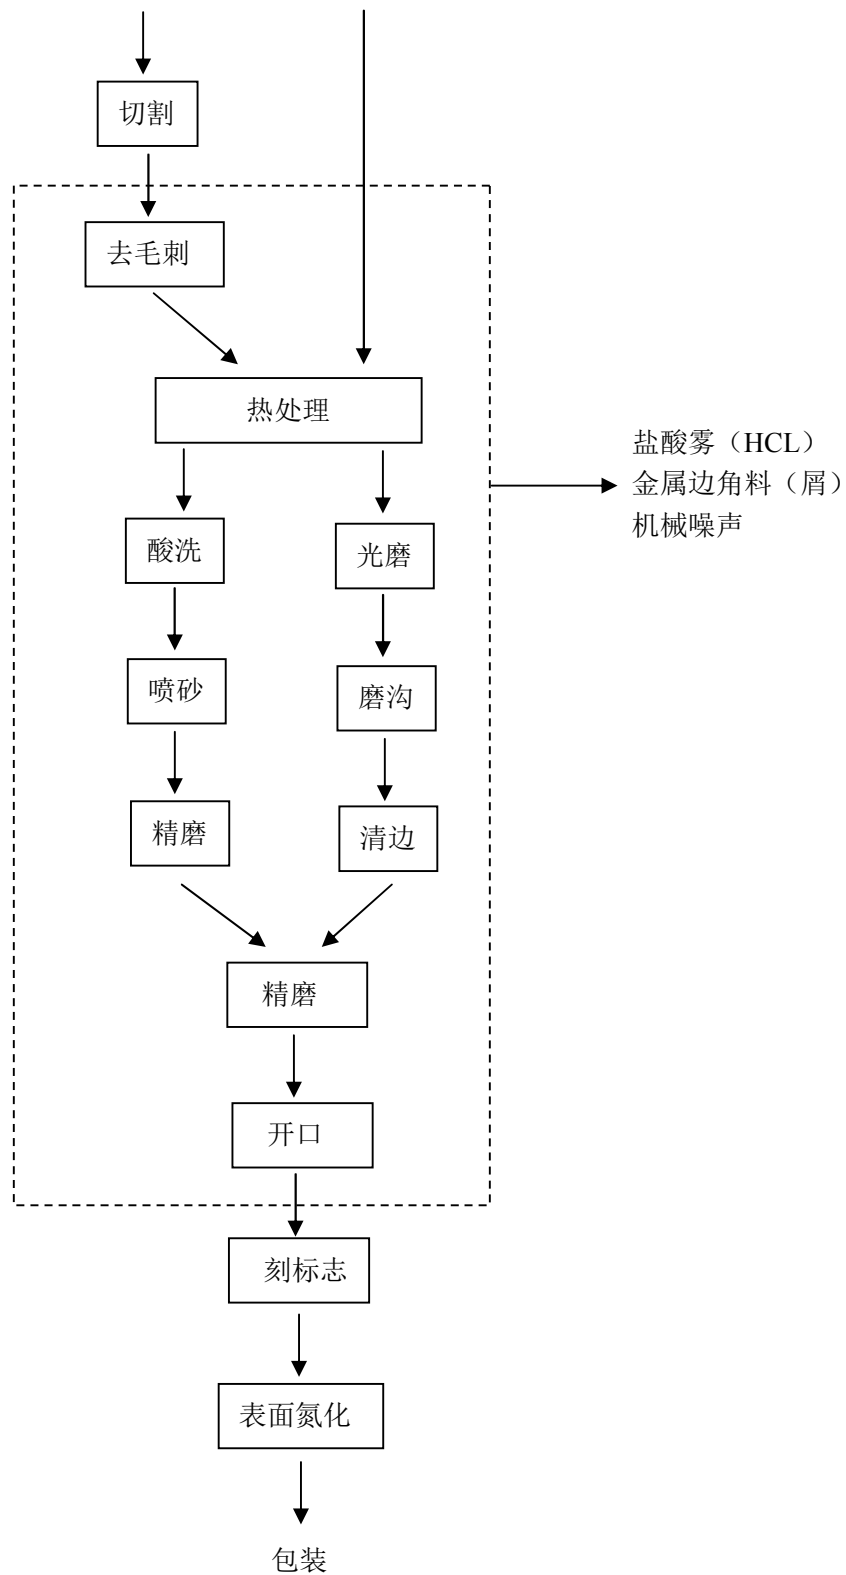 切割
去毛刺
热处理
盐酸雾（HCL）
金属边角料（屑）
机械噪声
酸洗
光磨
喷砂
磨沟
精磨
清边
精磨
开口
刻标志
表面氮化
包装